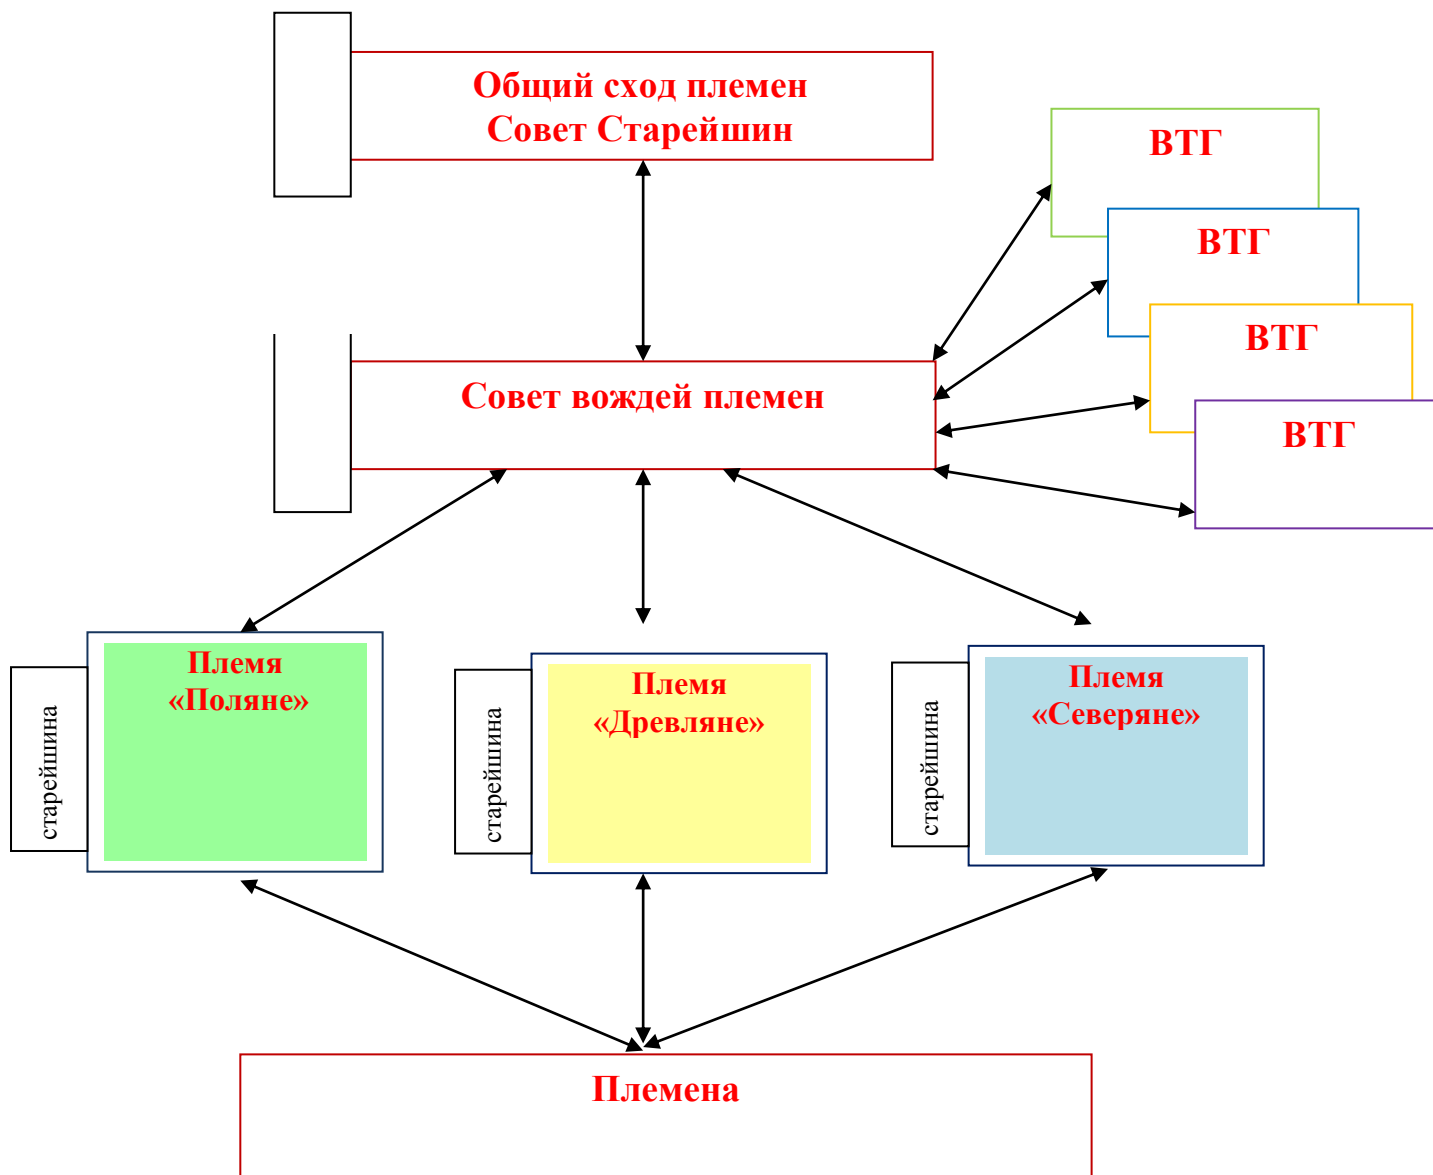 Общий сход племен
Совет Старейшин
ВТГ
ВТГ
ВТГ
Совет вождей племен
ВТГ
Племя
«Поляне»
старейшина
Племя
«Древляне»
старейшина
Племя
«Северяне»
старейшина
Племена